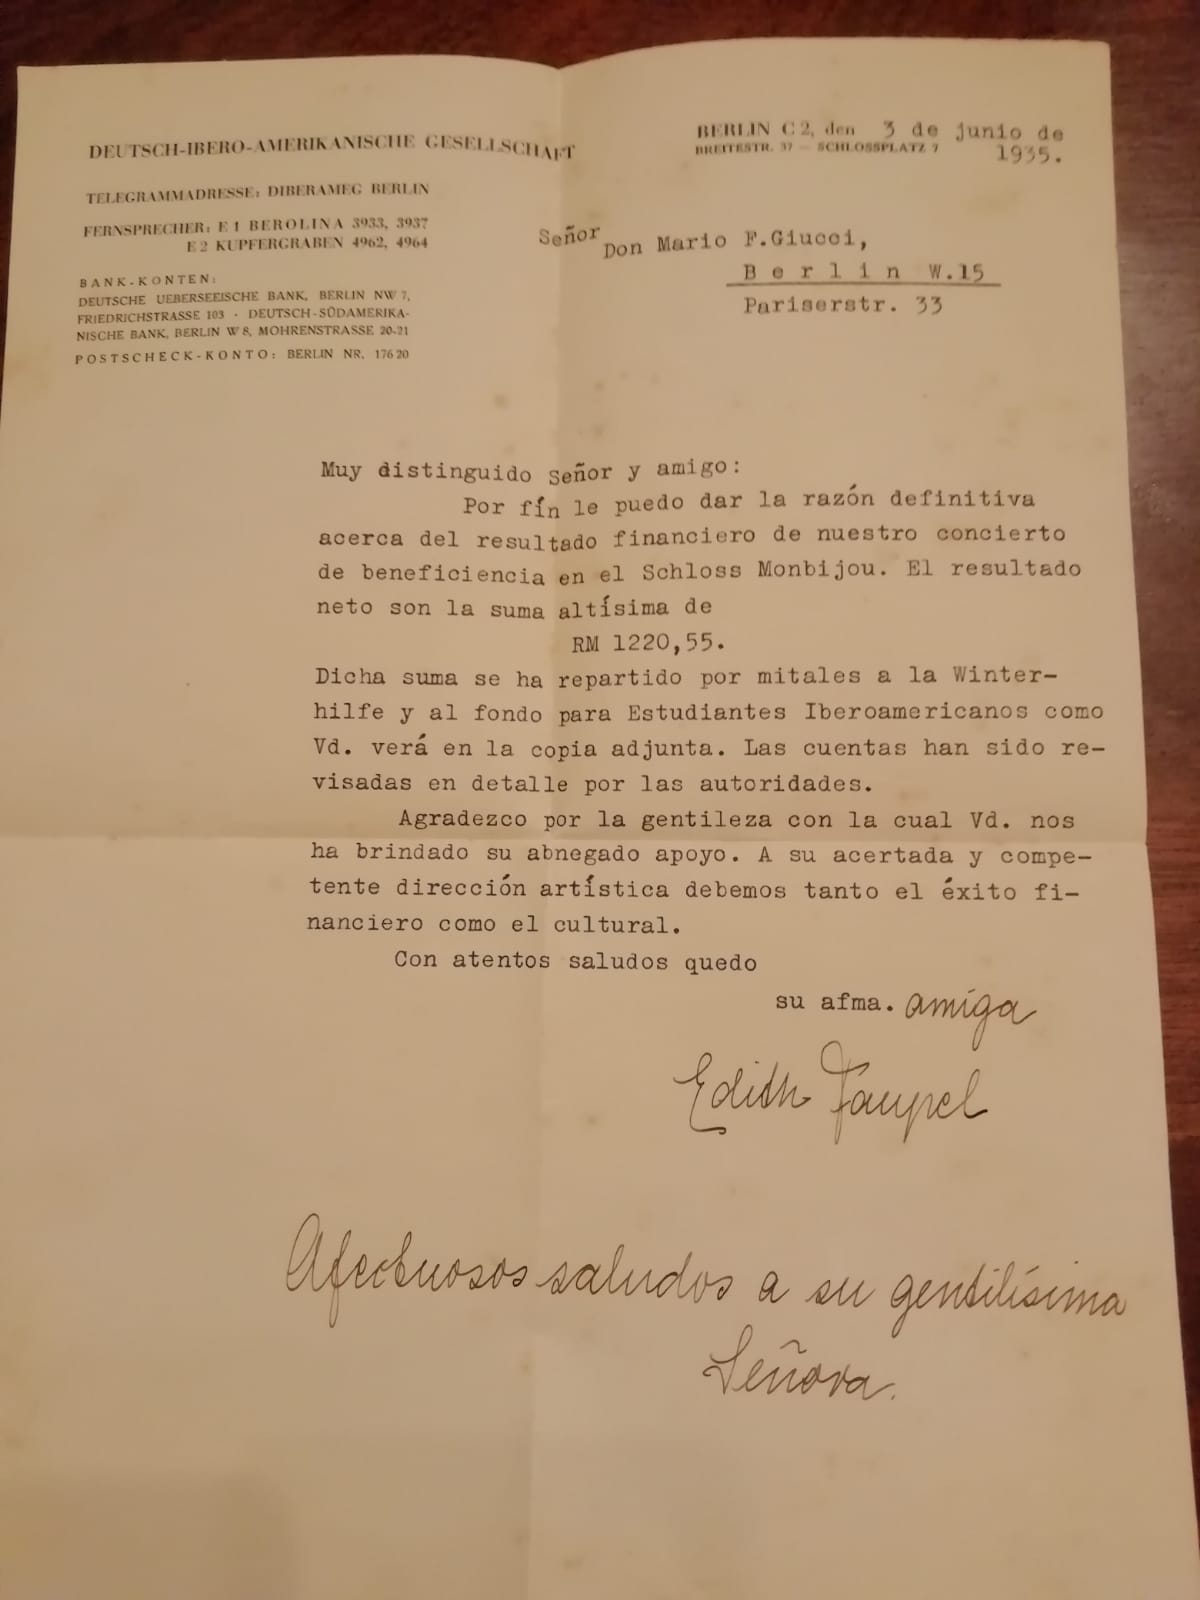 DEUTSCH-IBERO-AMERIKANISCHE GESELLSCHAFT
TELEGRAMMADRESSE: DIBERAMEG BERLIN
FERNSPRECHER: E 1 BEROLINA 3933, 3937
E 2 KUPFERGRABEN 4962, 4964
BANK-KONTEN:
DEUTSCHE UEBERSEEISCHE BANK, BERLIN NW 7,
FRIEDRICHSTRASSE 103 · DEUTSCH-SÜDAMERIKA-
NISCHE BANK, BERLIN W 8, MOHRENSTRASSE 20-21
POSTSCHECK-KONTO: BERLIN NR. 176 20
BERLIN C 2, den 3 de junio de
BREITESTR. 37 — SCHLOSSPLATZ 7 1935.
Señor Don Mario F.Giucci,
Berlin W.15
Pariserstr. 33
Muy distinguido Señor y amigo:
Por fín le puedo dar la razón definitiva
acerca del resultado financiero de nuestro concierto
de beneficiencia en el Schloss Monbijou. El resultado
neto son la suma altísima de
RM 1220,55.
Dicha suma se ha repartido por mitales a la Winter-
hilfe y al fondo para Estudiantes Iberoamericanos como
Vd. verá en la copia adjunta. Las cuentas han sido re-
visadas en detalle por las autoridades.
Agradezco por la gentileza con la cual Vd. nos
ha brindado su abnegado apoyo. A su acertada y compe-
tente dirección artística debemos tanto el éxito fi-
nanciero como el cultural.
Con atentos saludos quedo
su afma. amiga
Edith Faupel
Afectuosos saludos a su gentilísima
Señora.